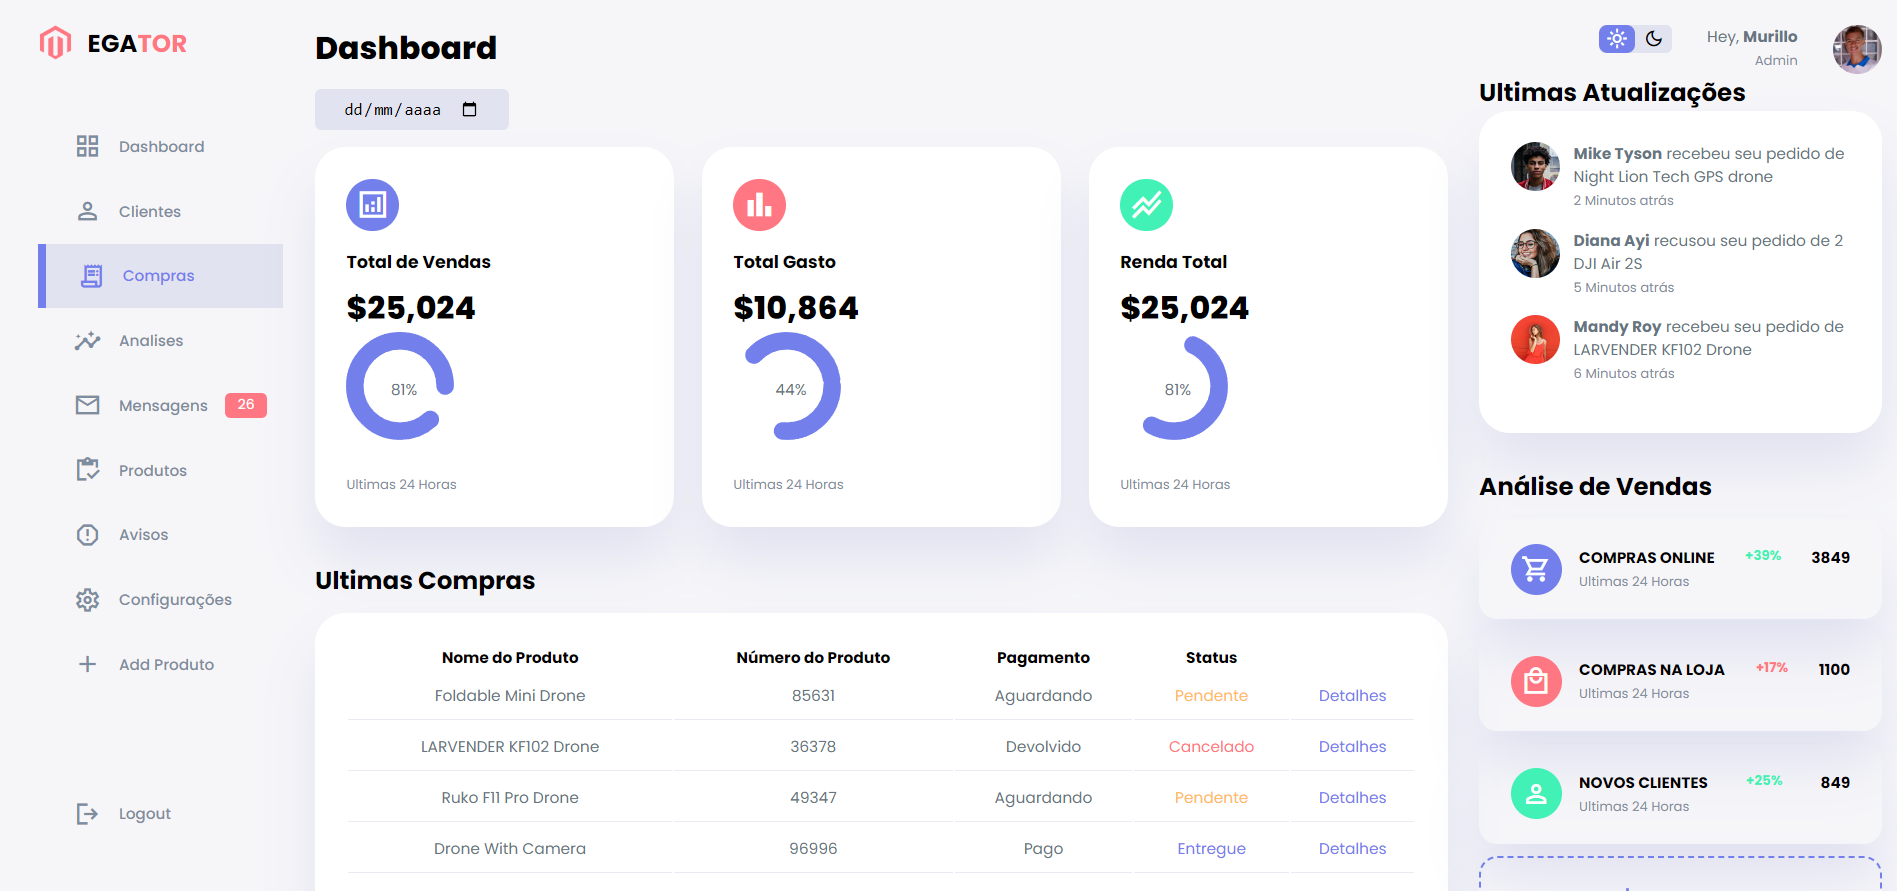 EGATOR
Dashboard
Clientes
Compras
Analises
Mensagens 26
Produtos
Avisos
Configurações
Add Produto
Logout
Dashboard
dd/mm/aaaa
Total de Vendas
$25,024
81%
Ultimas 24 Horas
Total Gasto
$10,864
44%
Ultimas 24 Horas
Renda Total
$25,024
81%
Ultimas 24 Horas
Ultimas Compras
Nome do Produto Número do Produto Pagamento Status
Foldable Mini Drone 85631 Aguardando Pendente Detalhes
LARVENDER KF102 Drone 36378 Devolvido Cancelado Detalhes
Ruko F11 Pro Drone 49347 Aguardando Pendente Detalhes
Drone With Camera 96996 Pago Entregue Detalhes
Hey, Murillo
Admin
Ultimas Atualizações
Mike Tyson recebeu seu pedido de
Night Lion Tech GPS drone
2 Minutos atrás
Diana Ayi recusou seu pedido de 2
DJI Air 2S
5 Minutos atrás
Mandy Roy recebeu seu pedido de
LARVENDER KF102 Drone
6 Minutos atrás
Análise de Vendas
COMPRAS ONLINE +39% 3849
Ultimas 24 Horas
COMPRAS NA LOJA +17% 1100
Ultimas 24 Horas
NOVOS CLIENTES +25% 849
Ultimas 24 Horas